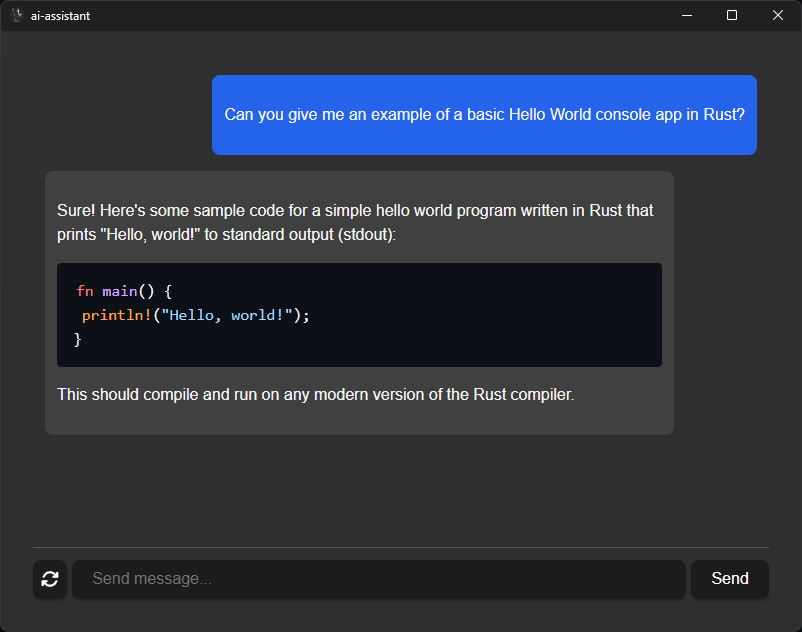 ai-assistant
Can you give me an example of a basic Hello World console app in Rust?
Sure! Here's some sample code for a simple hello world program written in Rust that
prints "Hello, world!" to standard output (stdout):
fn main() {
println!("Hello, world!");
}
This should compile and run on any modern version of the Rust compiler.
Send message...
Send